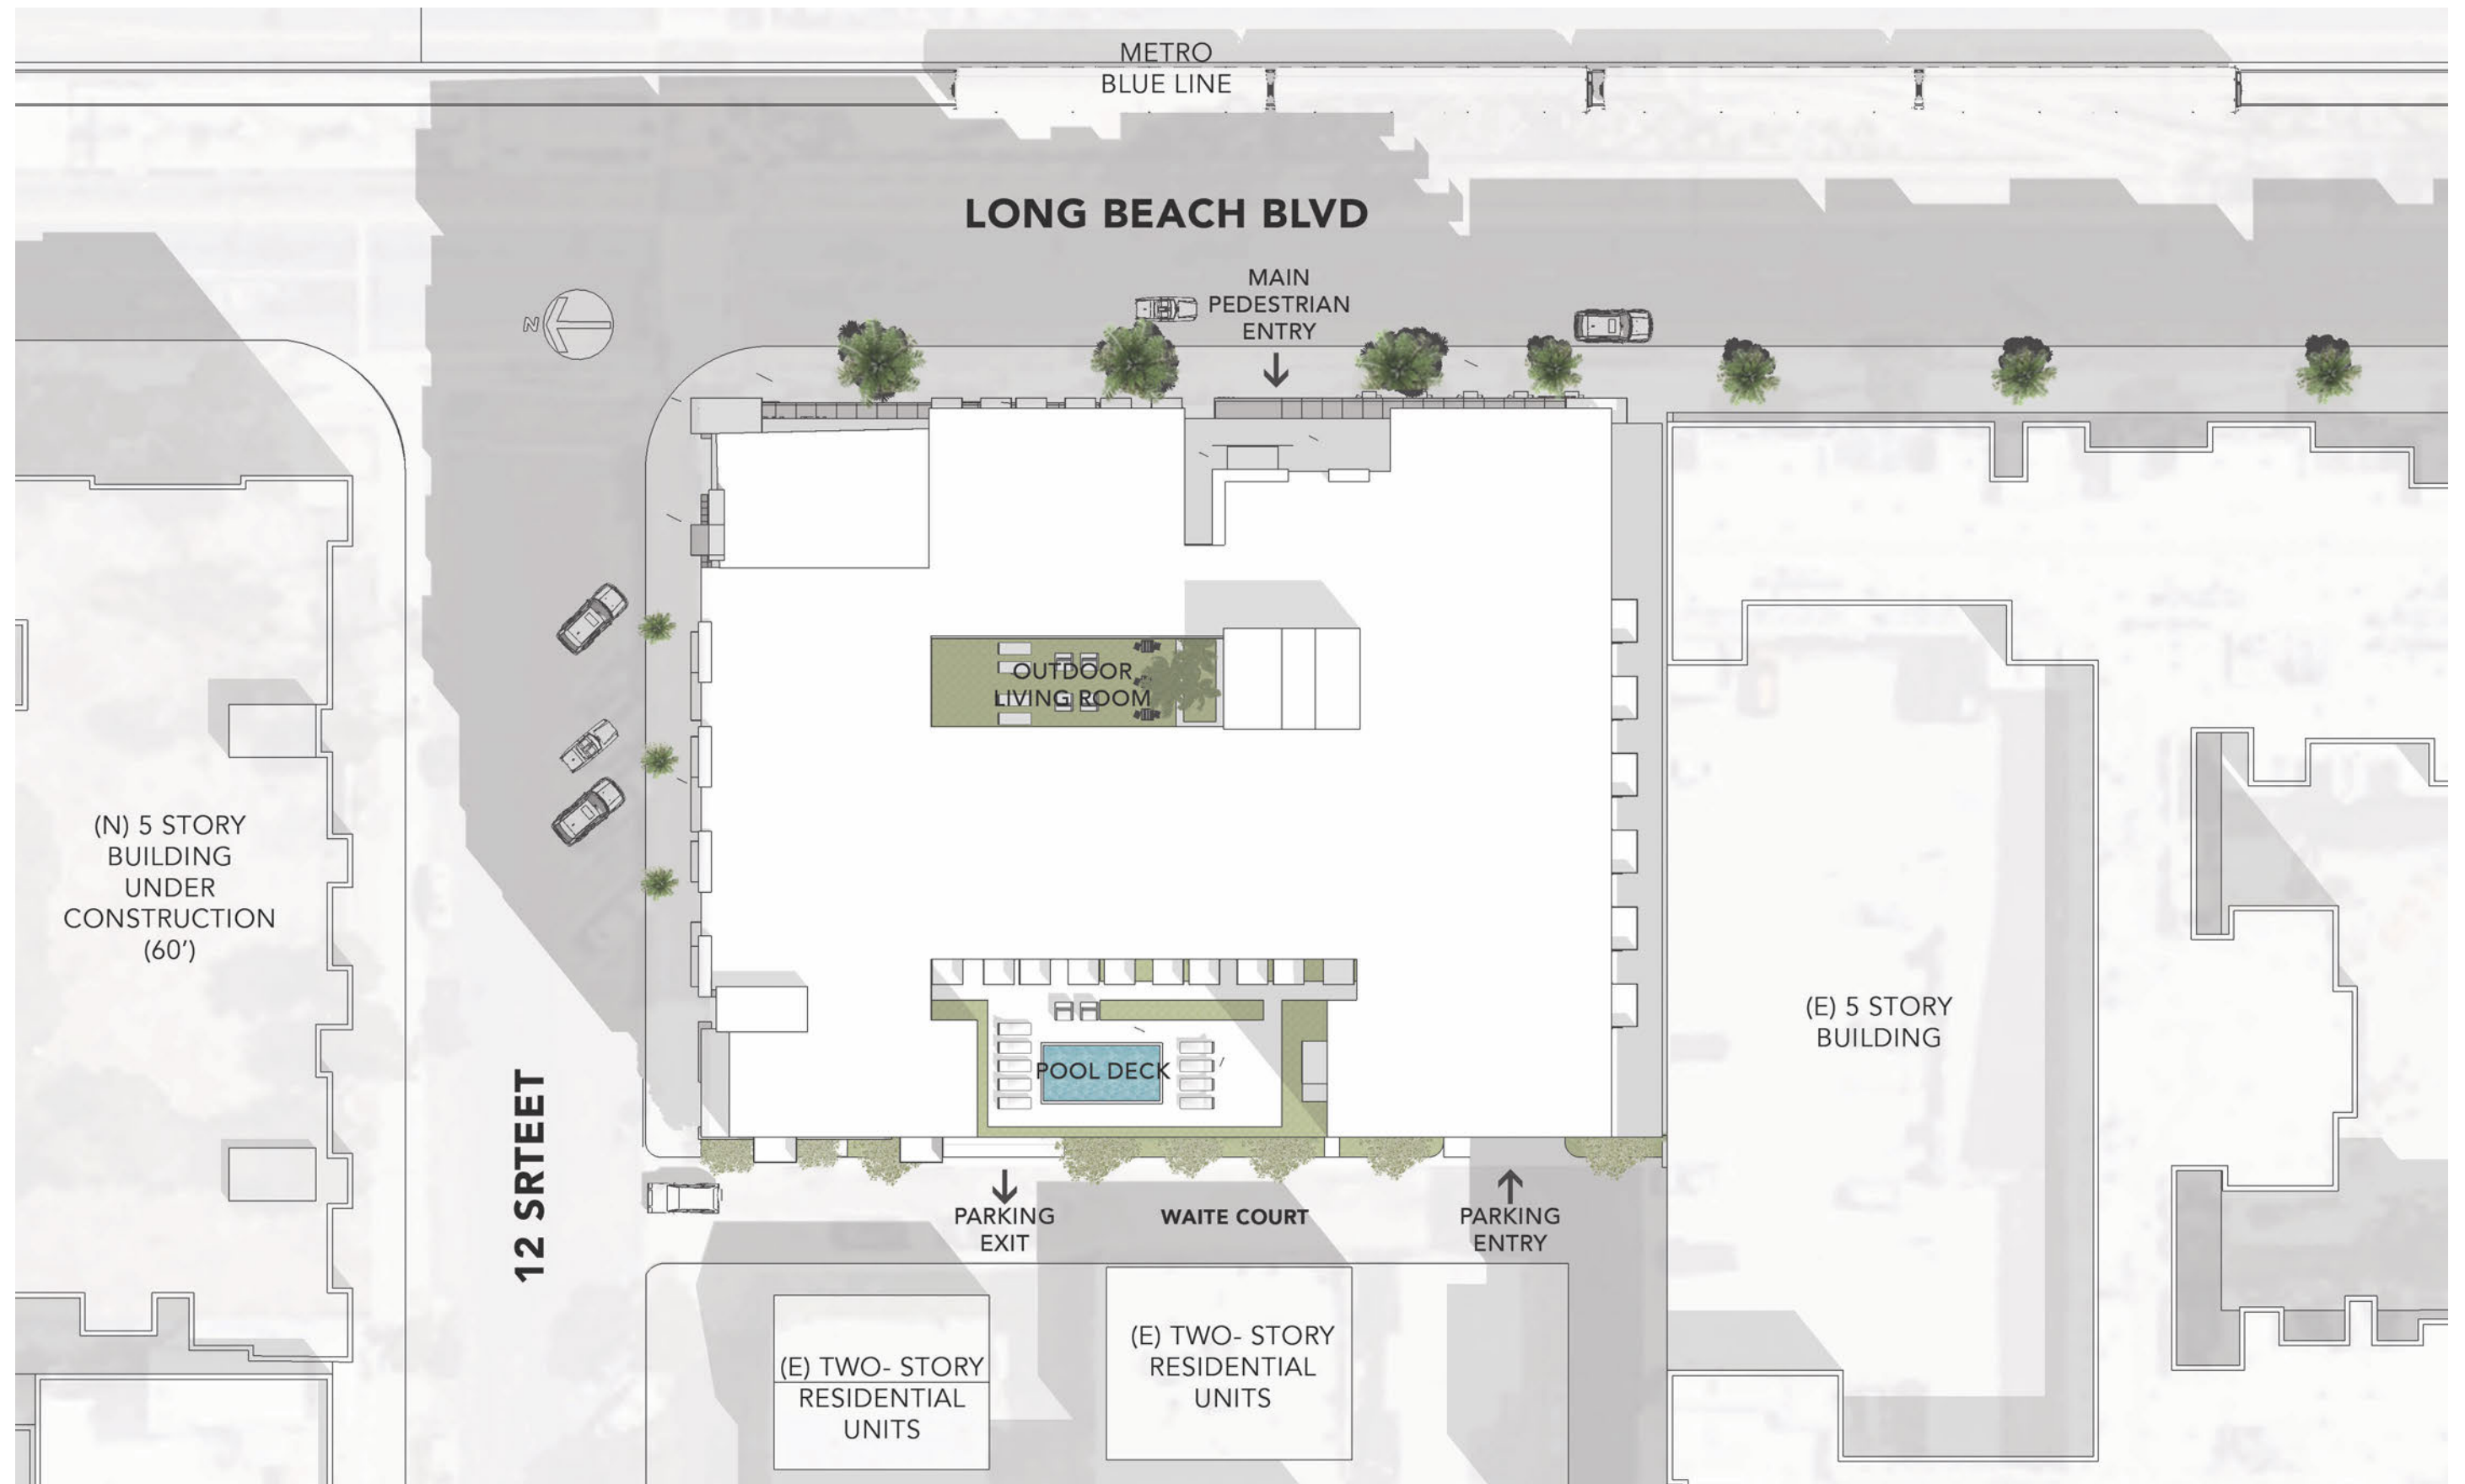 METRO
BLUE LINE
LONG BEACH BLVD
MAIN
PEDESTRIAN
ENTRY
N
OUTDOOR
LIVING ROOM
(N) 5 STORY
BUILDING
UNDER
CONSTRUCTION
(60')
(E) 5 STORY
BUILDING
POOL DECK
12 SRTEET
PARKING
EXIT
WAITE COURT
PARKING
ENTRY
(E) TWO- STORY
RESIDENTIAL
UNITS
(E) TWO- STORY
RESIDENTIAL
UNITS